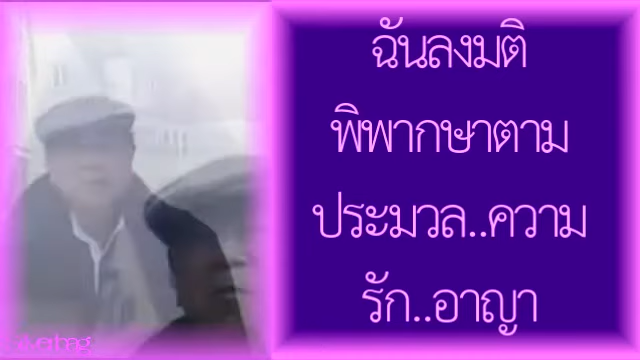 ฉันลงมติ
พิพากษาตาม
ประมวล..ความ
รัก..อาญา